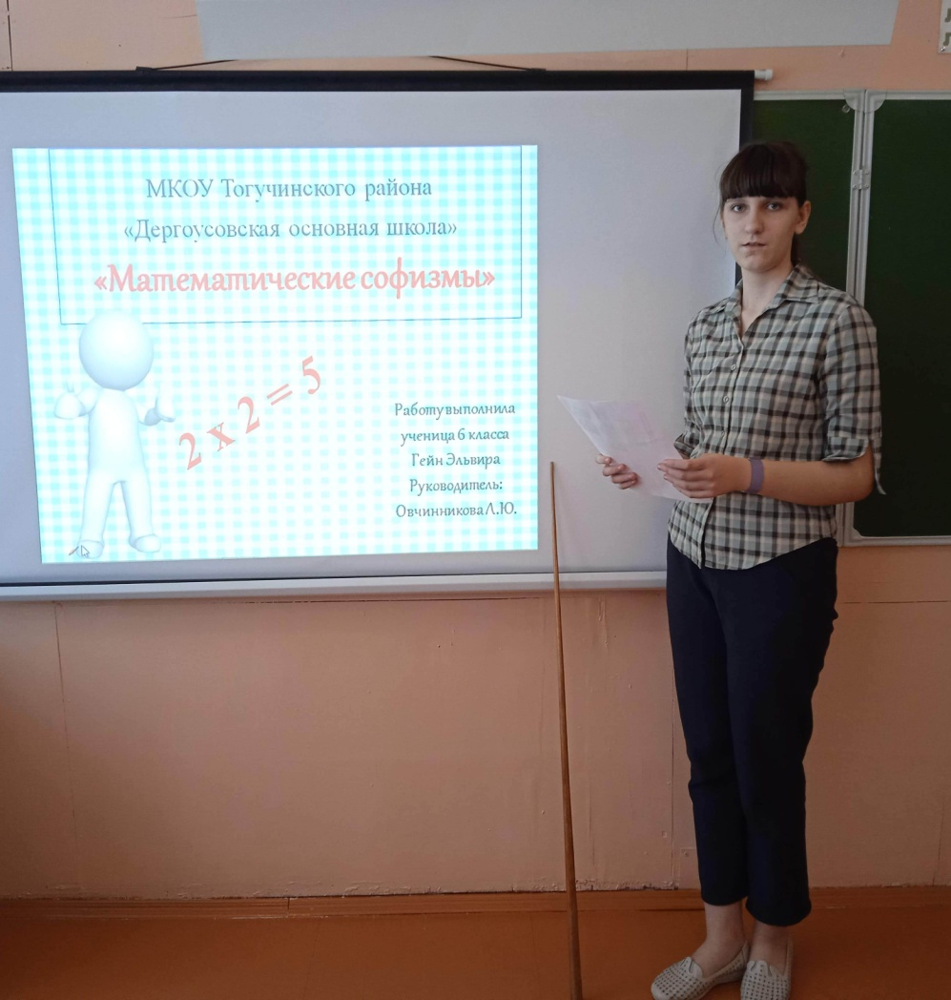 МКОУ Тогучинского района
«Дергоусовская основная школа»
«Математические софизмы»
2 x 2 = 5
Работу выполнила
ученица 6 класса
Гейн Эльвира
Руководитель:
Овчинникова Л.Ю.